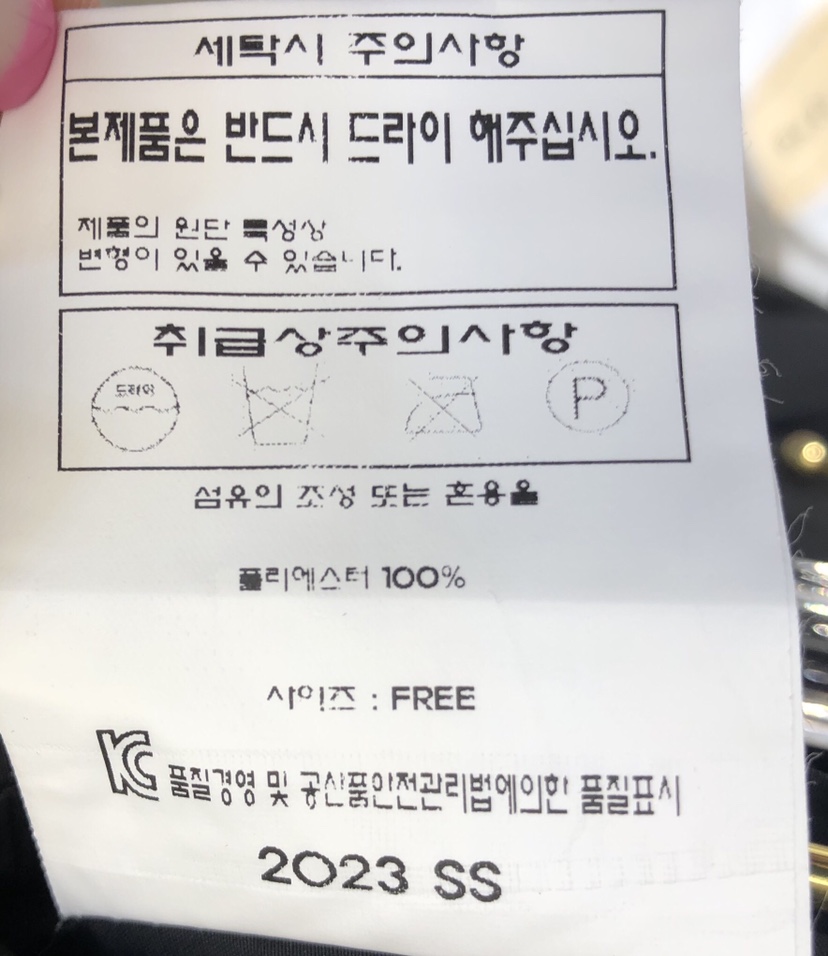 세탁시 주의사항
본제품은 반드시 드라이 해주십시오.
제품의 원단 특성상
변형이 있을 수 있습니다.
취급상주의사항
드라이
P
섬유의 조성 또는 혼용율
폴리에스터 100%
사이즈 : FREE
KC 품질경영 및 공산품안전관리법에의한 품질표시
2023 SS